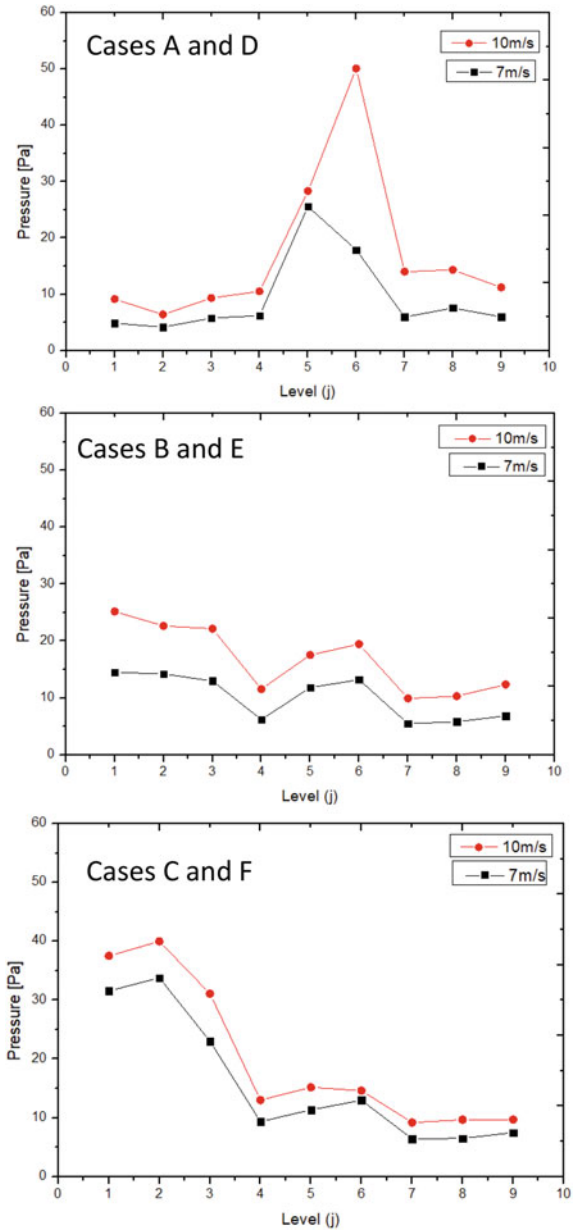 Cases A and D
10m/s
7m/s
Pressure [Pa]
60
50
40
30
20
10
0
0 1 2 3 4 5 6 7 8 9 10
Level (j)
Cases B and E
10m/s
7m/s
Pressure [Pa]
60
50
40
30
20
10
0
0 1 2 3 4 5 6 7 8 9 10
Level (j)
Cases C and F
10m/s
7m/s
Pressure [Pa]
60
50
40
30
20
10
0
0 1 2 3 4 5 6 7 8 9 10
Level (j)